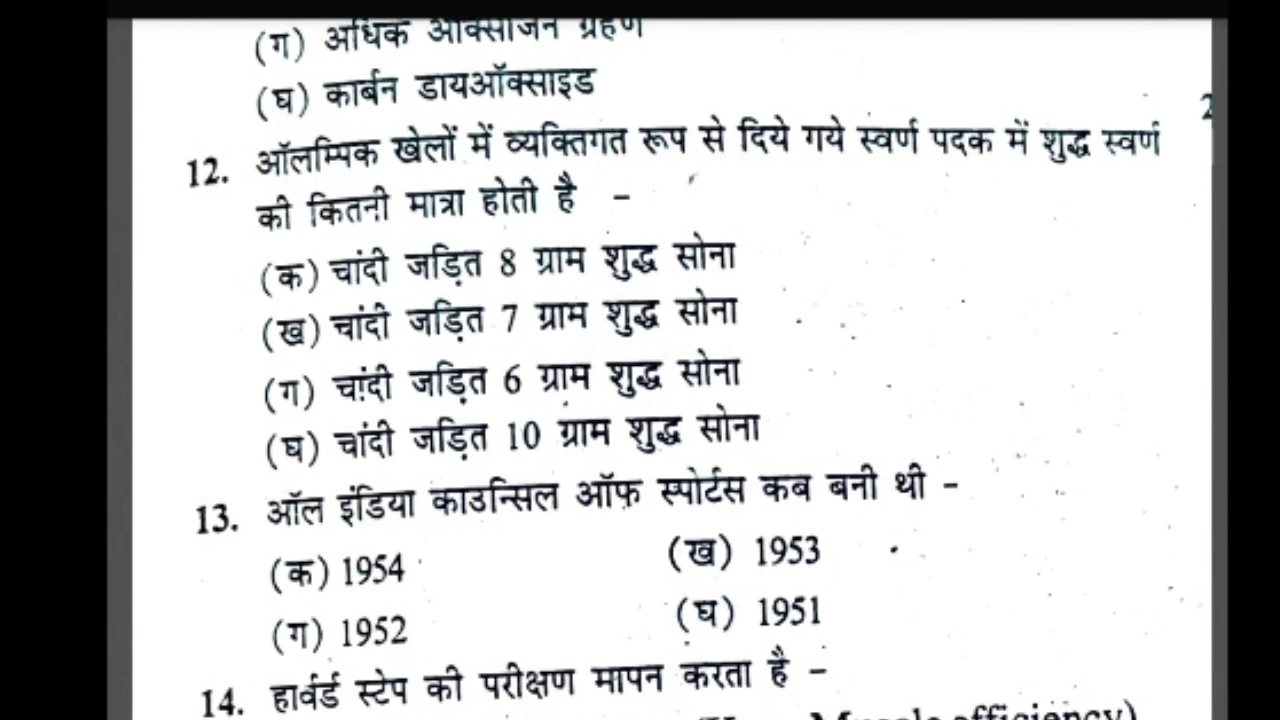 (ग) अधिक ऑक्सीजन ग्रहण
(घ) कार्बन डायऑक्साइड
2
12. ऑलम्पिक खेलों में व्यक्तिगत रूप से दिये गये स्वर्ण पदक में शुद्ध स्वर्ण
की कितनी मात्रा होती है -
(क) चांदी जड़ित 8 ग्राम शुद्ध सोना
(ख) चांदी जड़ित 7 ग्राम शुद्ध सोना
(ग) चांदी जड़ित 6 ग्राम शुद्ध सोना
(घ) चांदी जड़ित 10 ग्राम शुद्ध सोना
13. ऑल इंडिया काउन्सिल ऑफ स्पोर्टस कब बनी थी -
(क) 1954 (ख) 1953
(ग) 1952 (घ) 1951
14. हार्वर्ड स्टेप की परीक्षण मापन करता है -
efficiency)